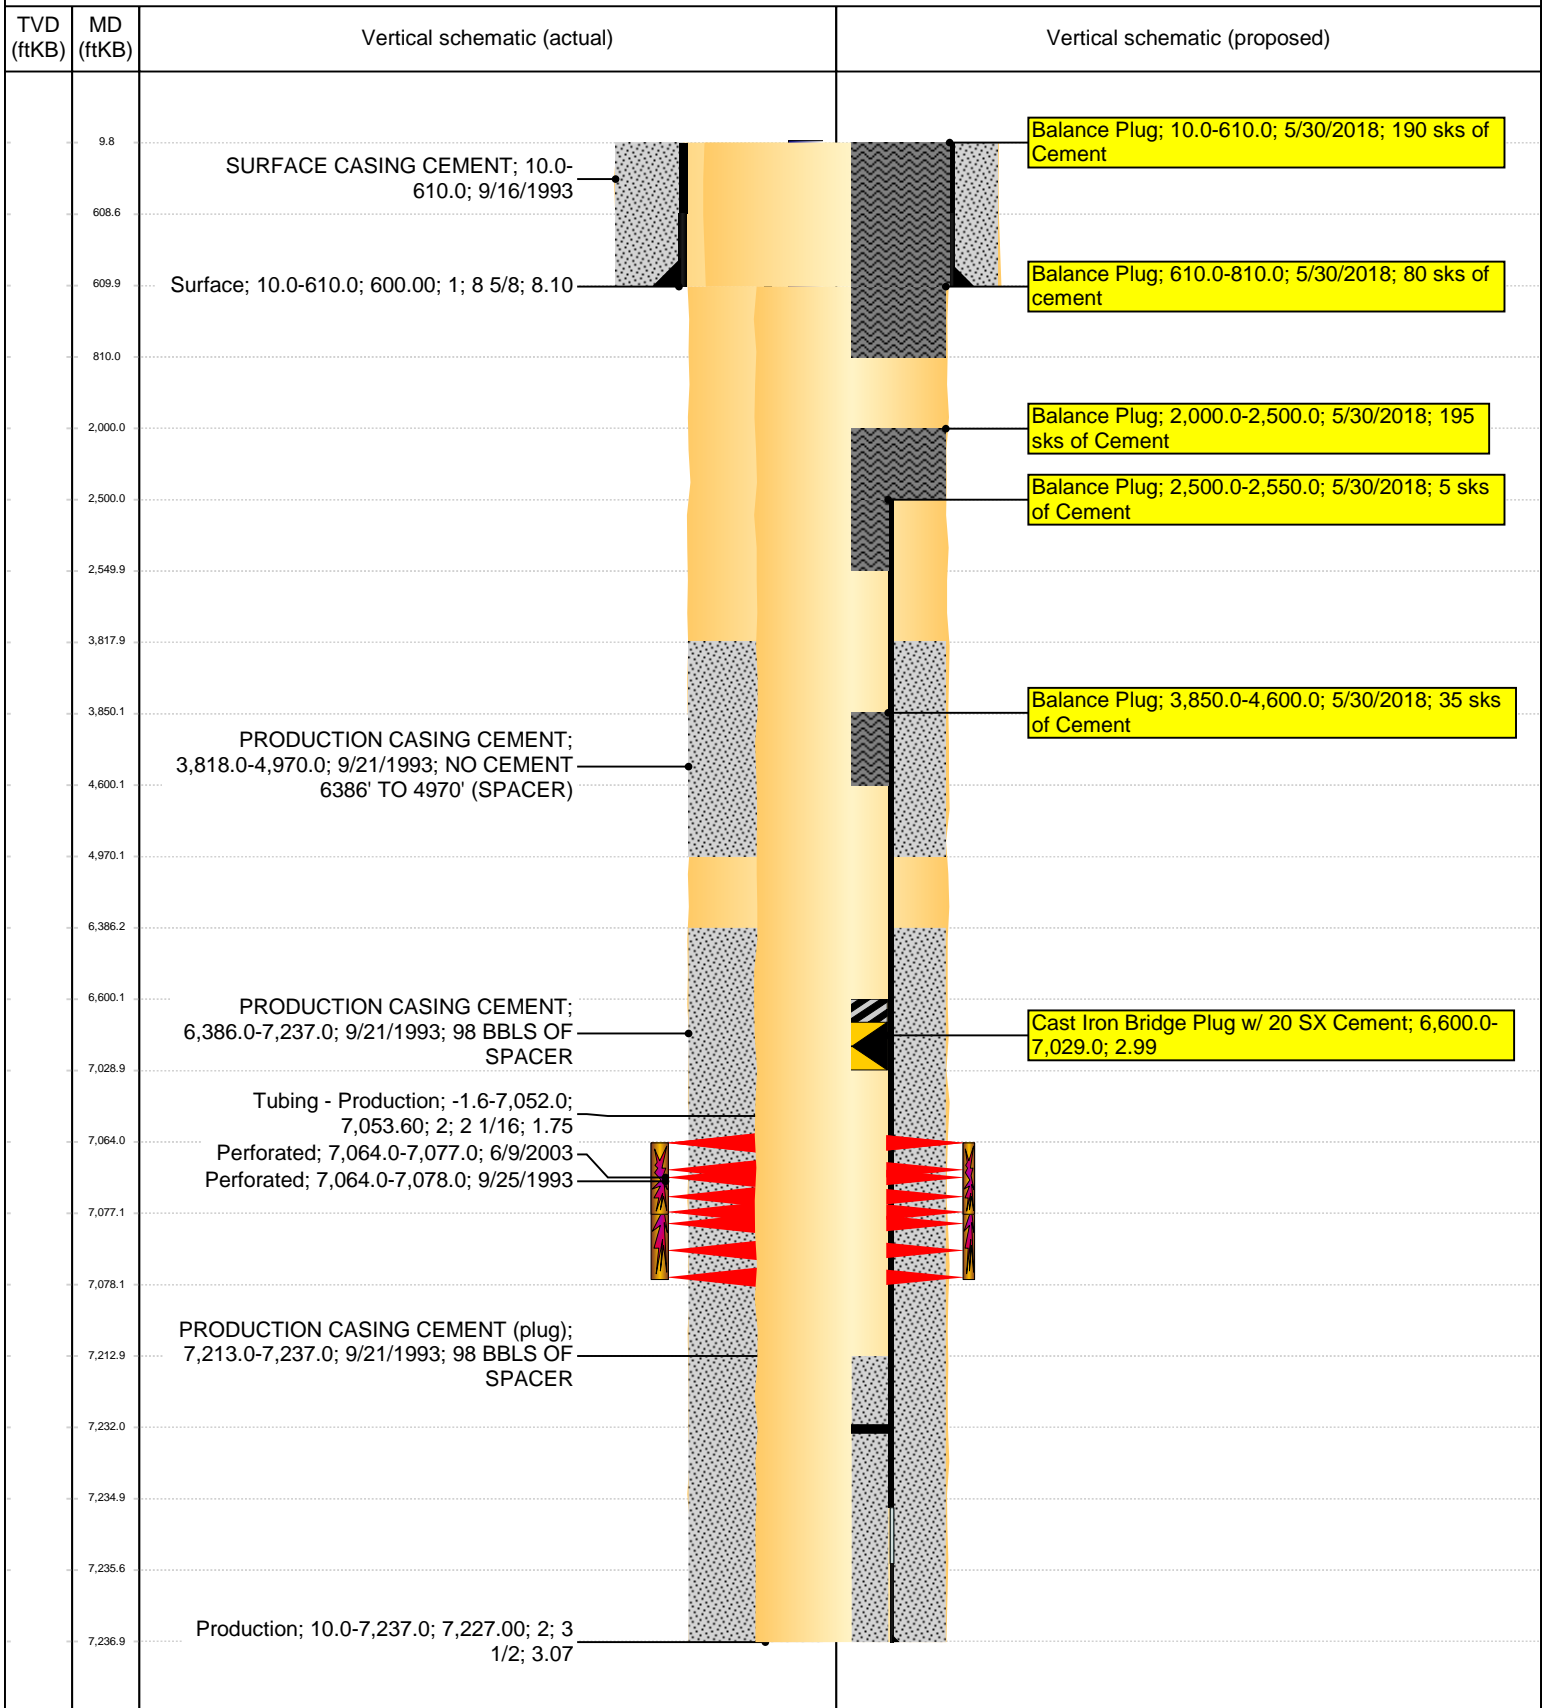 TVD
(ftKB)
MD
(ftKB)
Vertical schematic (actual)
Vertical schematic (proposed)
9.8
608.6
609.9
810.0
2,000.0
2,500.0
2,549.9
3,817.9
3,850.1
4,600.1
4,970.1
6,386.2
6,600.1
7,028.9
7,064.0
7,077.1
7,078.1
7,212.9
7,232.0
7,234.9
7,235.6
7,236.9
SURFACE CASING CEMENT; 10.0-
610.0; 9/16/1993
Surface; 10.0-610.0; 600.00; 1; 8 5/8; 8.10
PRODUCTION CASING CEMENT;
3,818.0-4,970.0; 9/21/1993; NO CEMENT
6386' TO 4970' (SPACER)
PRODUCTION CASING CEMENT;
6,386.0-7,237.0; 9/21/1993; 98 BBLS OF
SPACER
Tubing - Production; -1.6-7,052.0;
7,053.60; 2; 2 1/16; 1.75
Perforated; 7,064.0-7,077.0; 6/9/2003
Perforated; 7,064.0-7,078.0; 9/25/1993
PRODUCTION CASING CEMENT (plug);
7,213.0-7,237.0; 9/21/1993; 98 BBLS OF
SPACER
Production; 10.0-7,237.0; 7,227.00; 2; 3
1/2; 3.07
Balance Plug; 10.0-610.0; 5/30/2018; 190 sks of
Cement
Balance Plug; 610.0-810.0; 5/30/2018; 80 sks of
cement
Balance Plug; 2,000.0-2,500.0; 5/30/2018; 195
sks of Cement
Balance Plug; 2,500.0-2,550.0; 5/30/2018; 5 sks
of Cement
Balance Plug; 3,850.0-4,600.0; 5/30/2018; 35 sks
of Cement
Cast Iron Bridge Plug w/ 20 SX Cement; 6,600.0-
7,029.0; 2.99